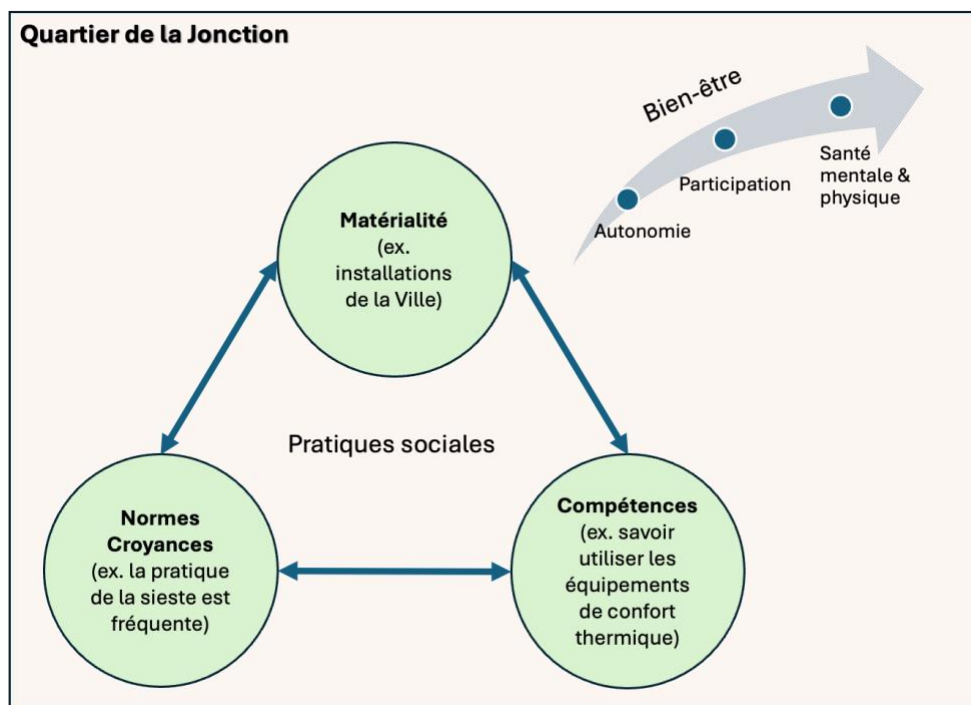 Quartier de la Jonction
Bien-être
Santé
mentale &
physique
Participation
Autonomie
Matérialité
(ex.
installations
de la Ville)
Pratiques sociales
Normes
Croyances
(ex. la pratique
de la sieste est
fréquente)
Compétences
(ex. savoir
utiliser les
équipements
de confort
thermique)